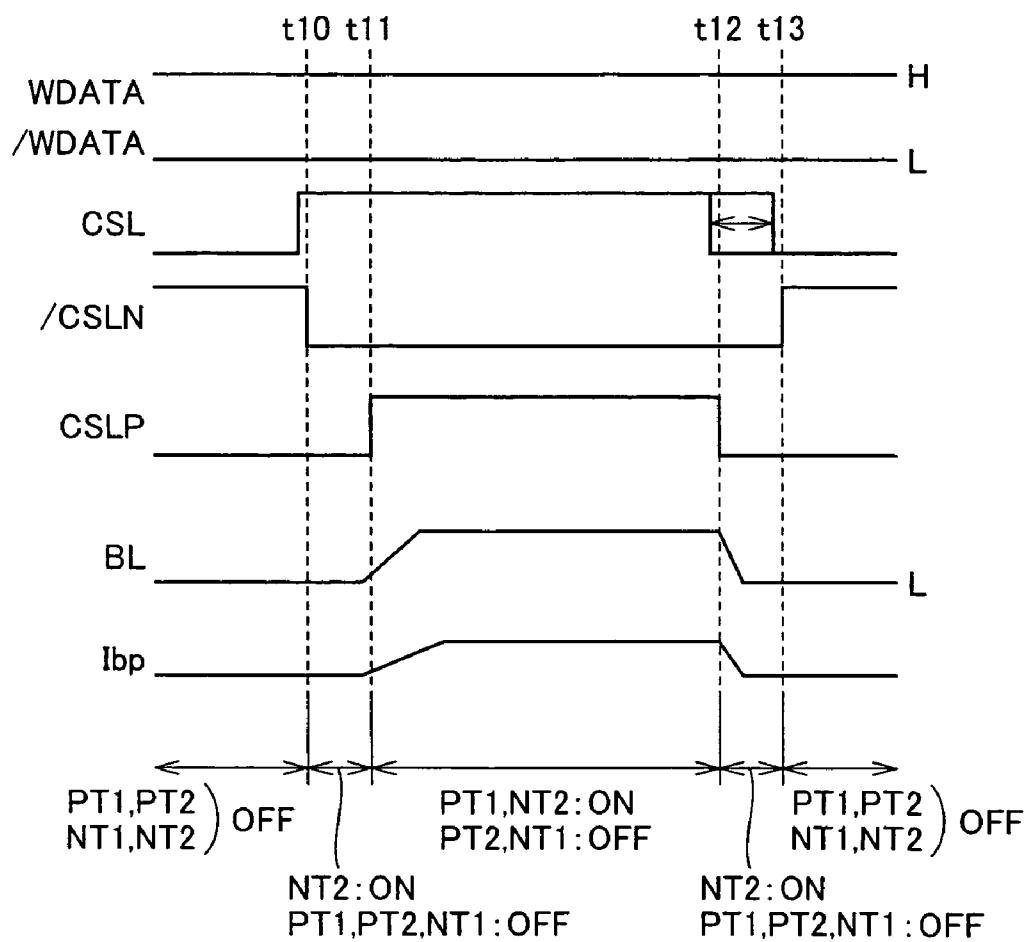 t10 t11 t12 t13
WDATA H
/WDATA L
CSL
/CSLN
CSLP
BL L
Ibp
PT1,PT2
NT1,NT2 ) OFF
PT1,NT2:ON
PT2,NT1:OFF
PT1,PT2
NT1,NT2 ) OFF
NT2:ON
PT1,PT2,NT1:OFF
NT2:ON
PT1,PT2,NT1:OFF